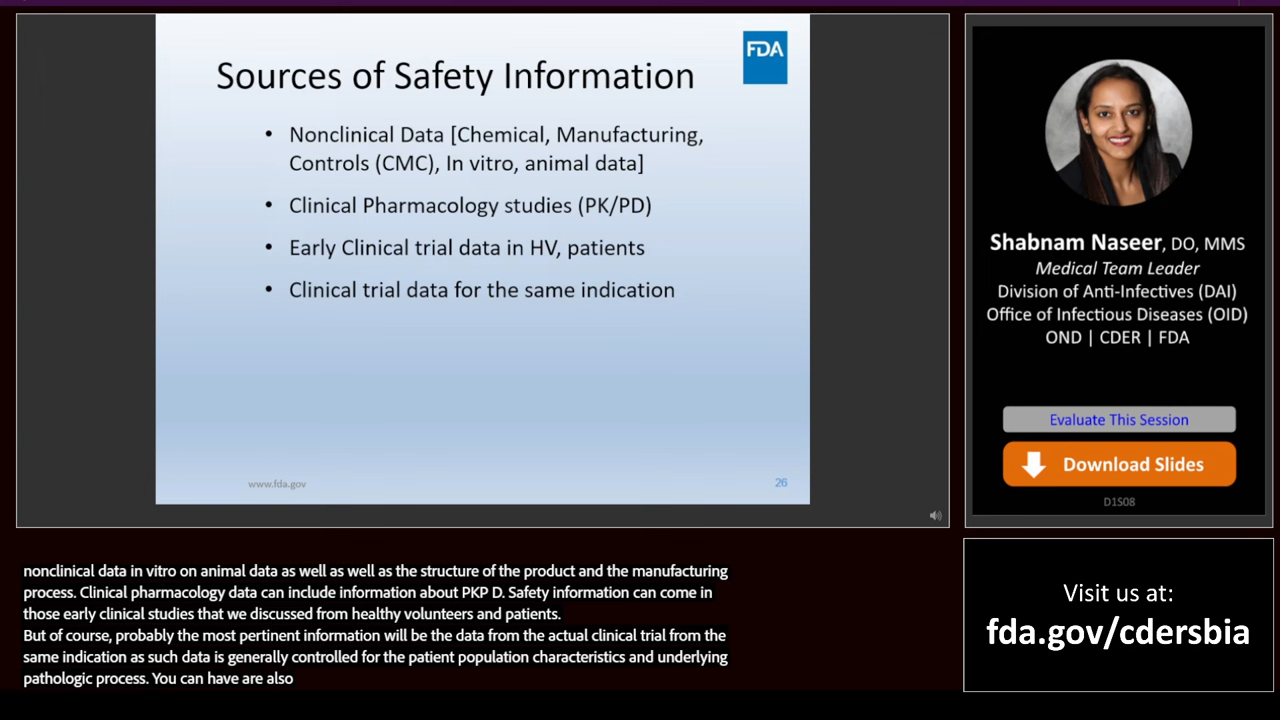 FDA
Sources of Safety Information
• Nonclinical Data [Chemical, Manufacturing,
Controls (CMC), In vitro, animal data]
• Clinical Pharmacology studies (PK/PD)
• Early Clinical trial data in HV, patients
• Clinical trial data for the same indication
www.fda.gov
26
Shabnam Naseer, DO, MMS
Medical Team Leader
Division of Anti-Infectives (DAI)
Office of Infectious Diseases (OID)
OND | CDER | FDA
Evaluate This Session
Download Slides
D1S08
nonclinical data in vitro on animal data as well as well as the structure of the product and the manufacturing
process. Clinical pharmacology data can include information about PKP D. Safety information can come in
those early clinical studies that we discussed from healthy volunteers and patients.
But of course, probably the most pertinent information will be the data from the actual clinical trial from the
same indication as such data is generally controlled for the patient population characteristics and underlying
pathologic process. You can have are also
Visit us at:
fda.gov/cdersbia